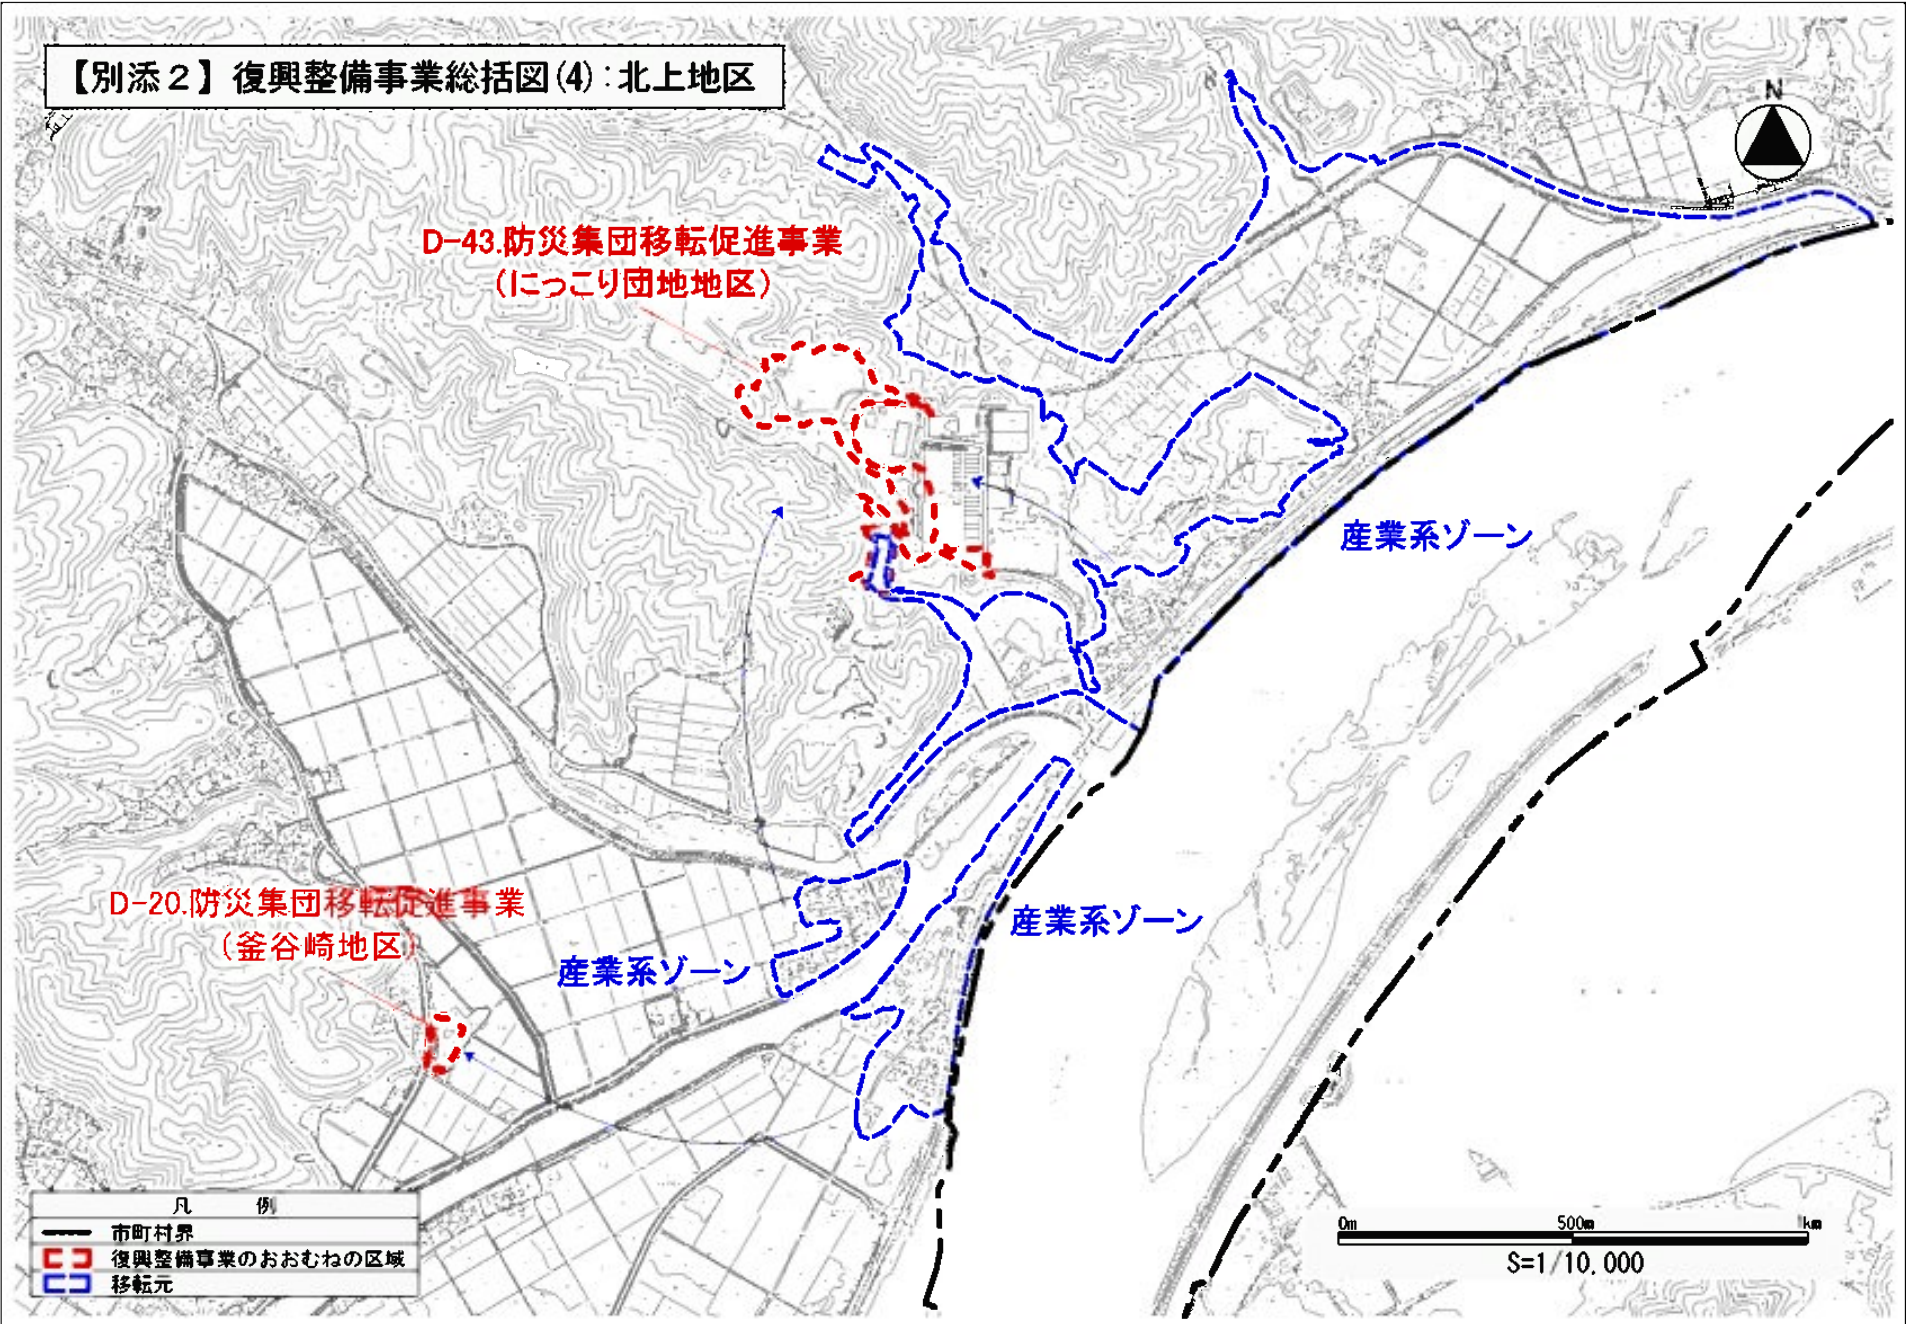 【別添２】復興整備事業総括図(4):北上地区
N
D-43.防災集団移転促進事業
(にっこり団地地区)
産業系ゾーン
産業系ゾーン
D-20.防災集団移転促進事業
(釜谷崎地区)
産業系ゾーン
凡 例
市町村界
復興整備事業のおおむねの区域
移転元
0m 500m 1km
S=1/10,000